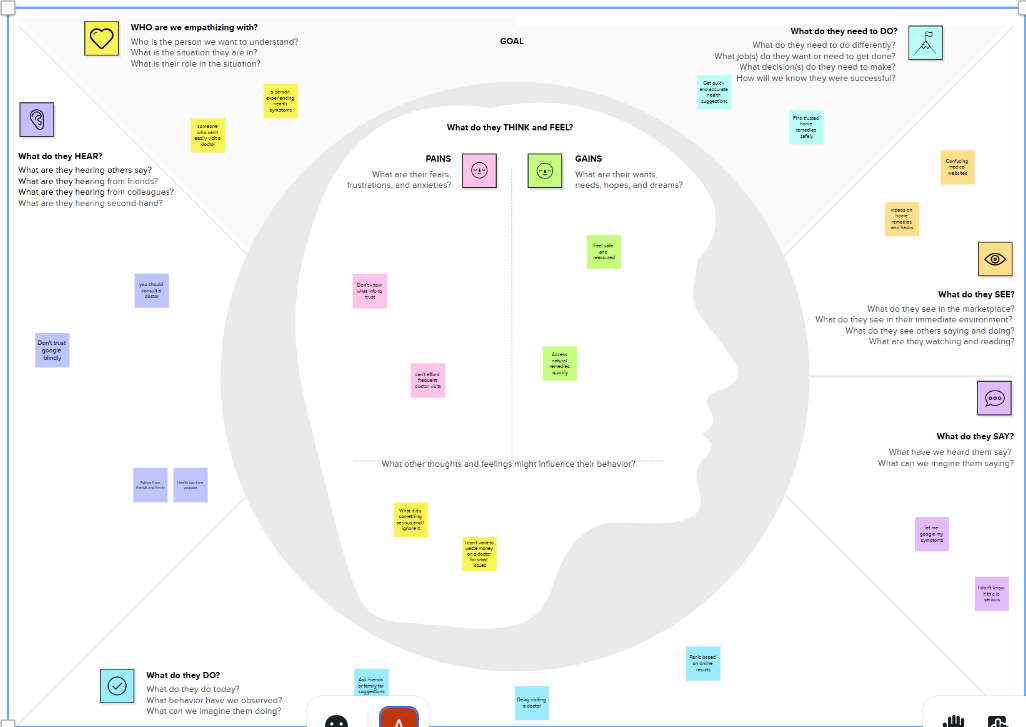 WHO are we empathizing with?
Who is the person we want to understand?
What is the situation they are in?
What is their role in the situation?
GOAL
What do they need to DO?
What do they need to do differently?
What job(s) do they want or need to get done?
What decision(s) do they need to make?
How will we know they were successful?
a person
experiencing
health
symptoms
someone
who can't
easily visit a
doctor
Get quick
and accurate
health
suggestions
Find trusted
home
remedies
safely
What do they HEAR?
What are they hearing others say?
What are they hearing from friends?
What are they hearing from colleagues?
What are they hearing second-hand?
you should
consult a
doctor
Don't trust
google
blindly
Advice from
friends and family
Health tips from
youtube
What do they THINK and FEEL?
PAINS
What are their fears,
frustrations, and anxieties?
GAINS
What are their wants,
needs, hopes, and dreams?
Don't know
what info to
trust
can't afford
frequent
doctor visits
Feel safe
and
reassured
Access
natural
remedies
quickly
What other thoughts and feelings might influence their behavior?
What if it's
something
serious and I
ignore it
I don't want to
waste money
on a doctor
for small
issues
Confusing
medical
websites
videos on
home
remedies
and hacks
What do they SEE?
What do they see in the marketplace?
What do they see in their immediate environment?
What do they see others saying and doing?
What are they watching and reading?
What do they SAY?
What have we heard them say?
What can we magine them saying?
let me
google my
symptoms
I don't know
if this is
serious
What do they DO?
What do they do today?
What behavior have we observed?
What can we imagine them doing?
Ask friends
or family for
suggestions
Delay visiting
a doctor
Panic based
on online
results